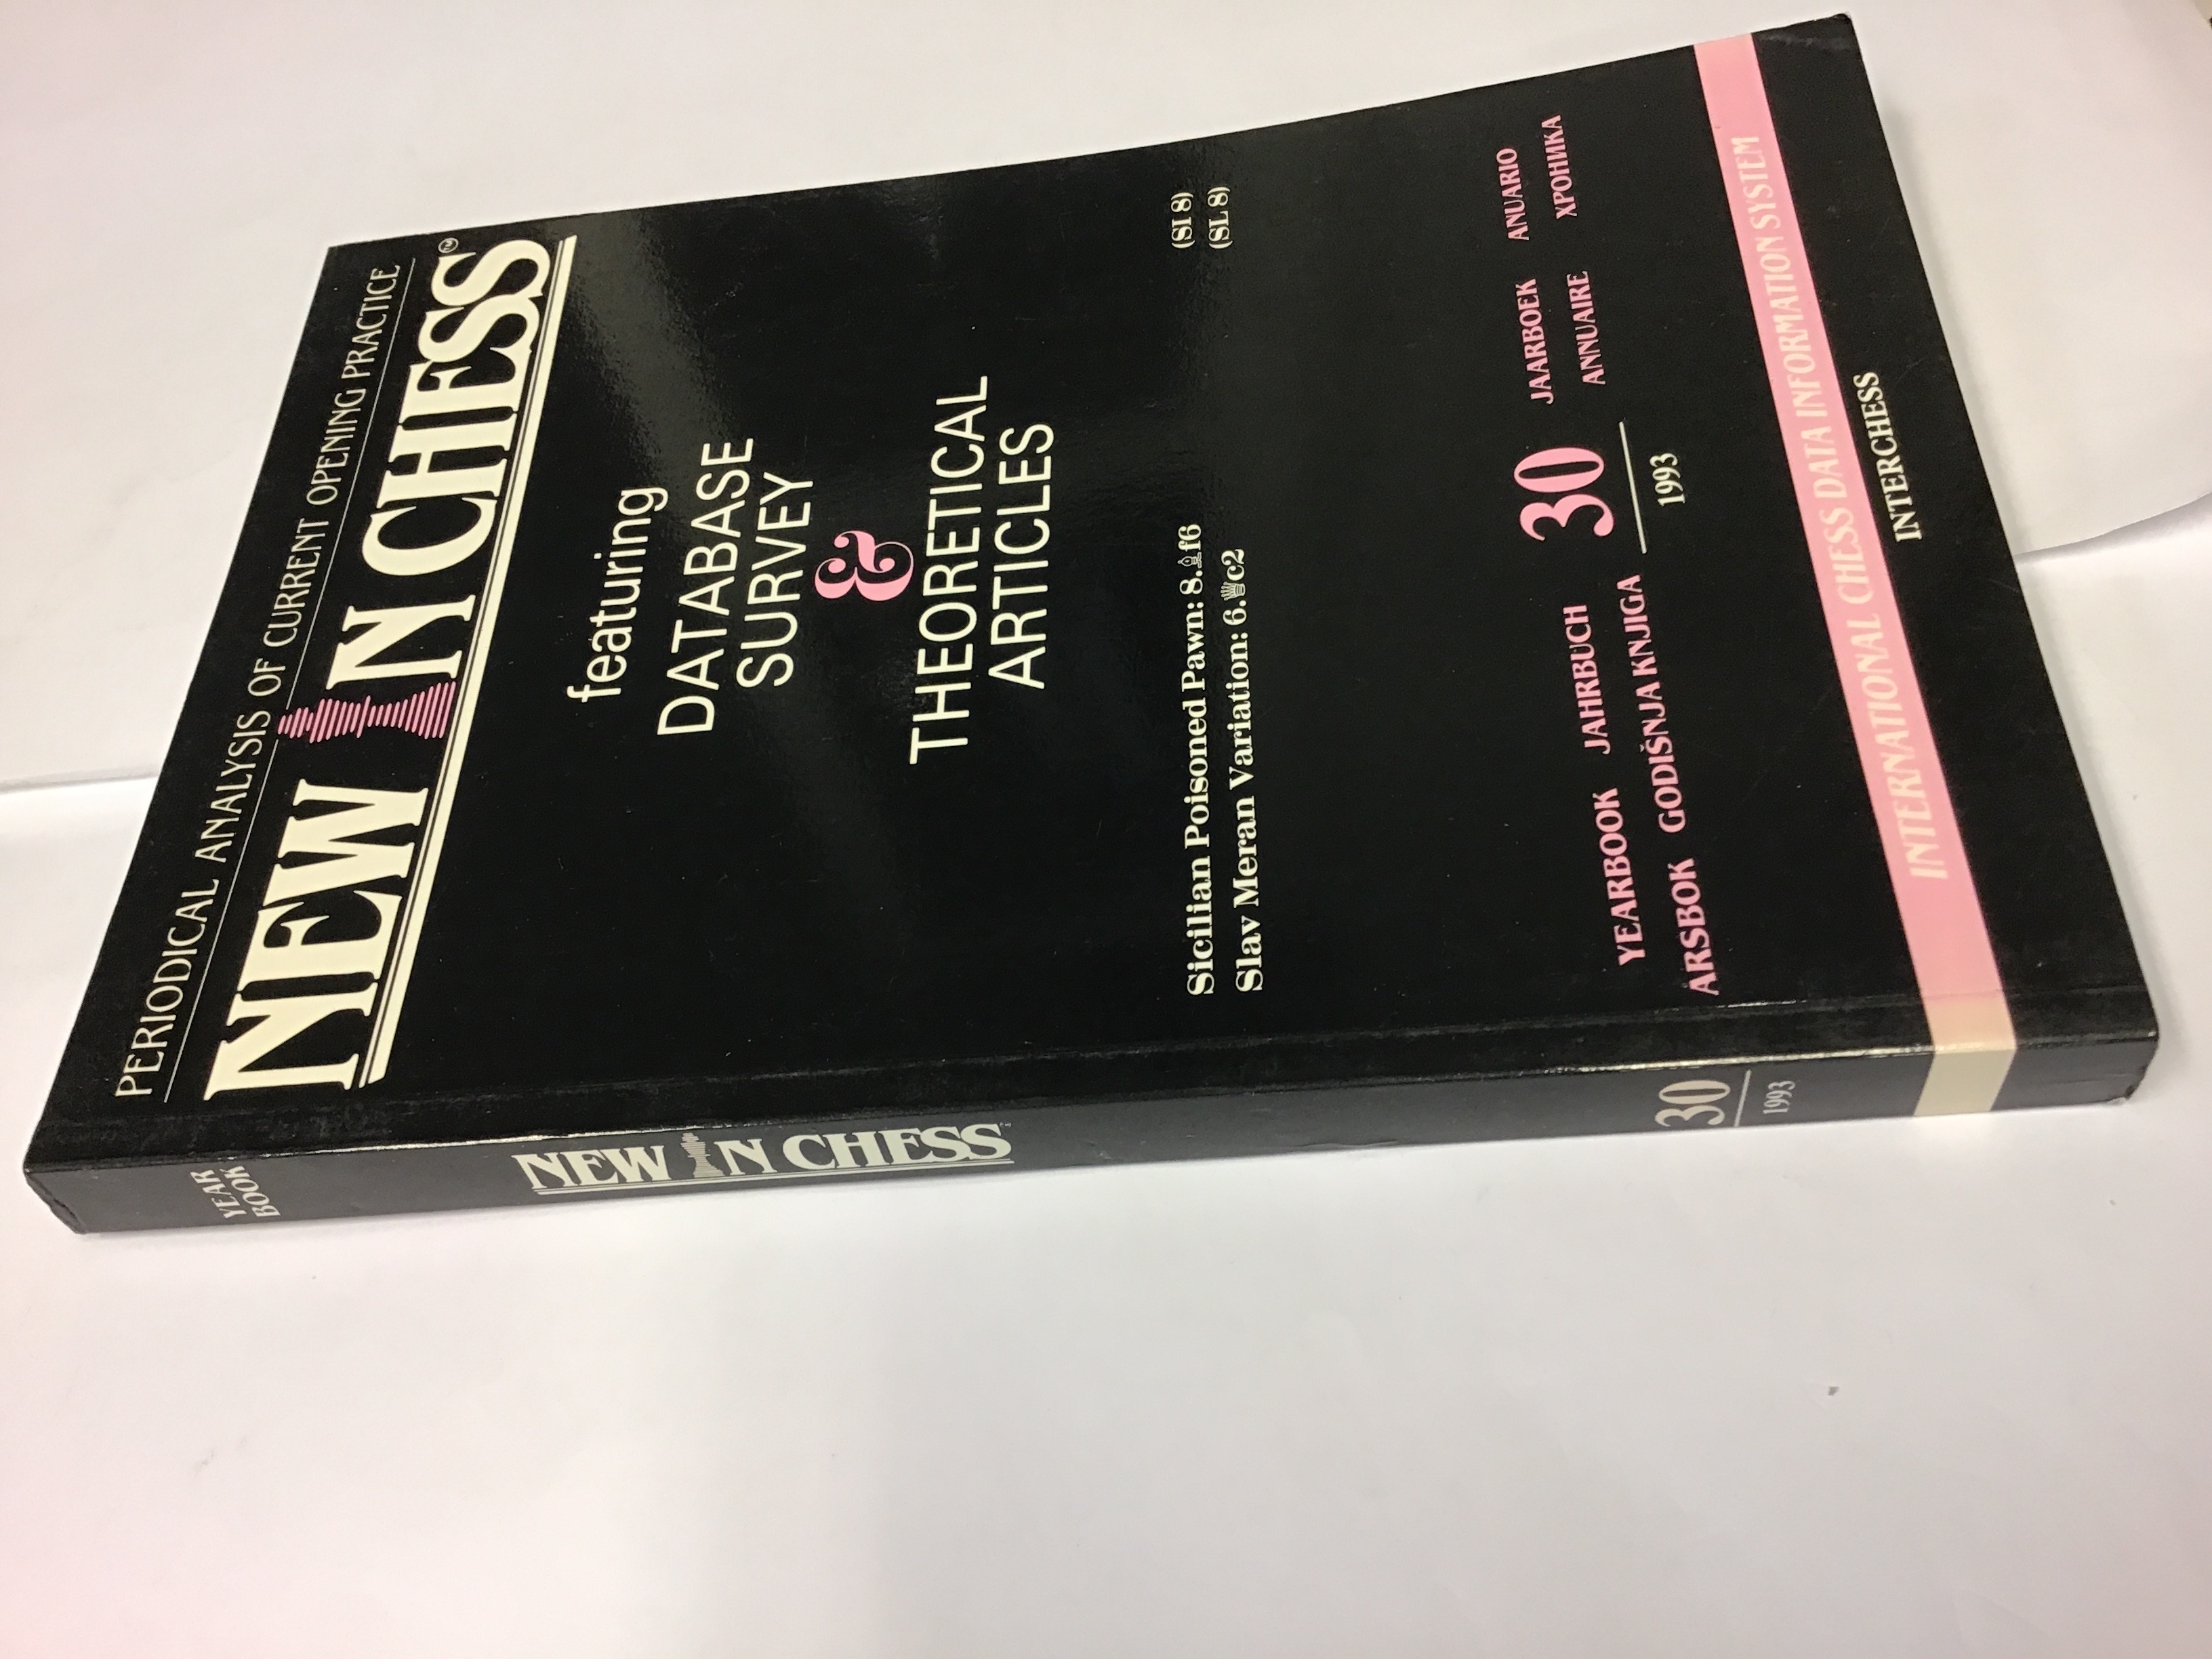 PERIODICAL ANALYSIS OF CURRENT OPENING PRACTICE
NEW IN CHESS
featuring
DATABASE
SURVEY
&
THEORETICAL
ARTICLES
Sicilian Poisoned Pawn: 8.♗f6 (SI 8)
Slav Meran Variation: 6.♕c2 (SL 8)
YEARBOOK JAHRBUCH 30 JAARBOEK ANUARIO
ÅRSBOK GODIŠNJA KNJIGA 1993 ANNUAIRE ХРОНИКА
INTERNATIONAL CHESS DATA INFORMATION SYSTEM
INTERCHESS
YEAR
BOOK
NEW IN CHESS
30
1993